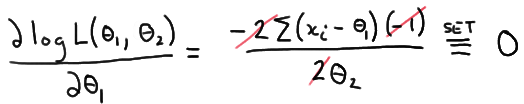 ∂ log L(θ₁, θ₂) / ∂θ₁ = -2 Σ(xᵢ - θ₁)(-1) / 2θ₂ SET ≡ 0